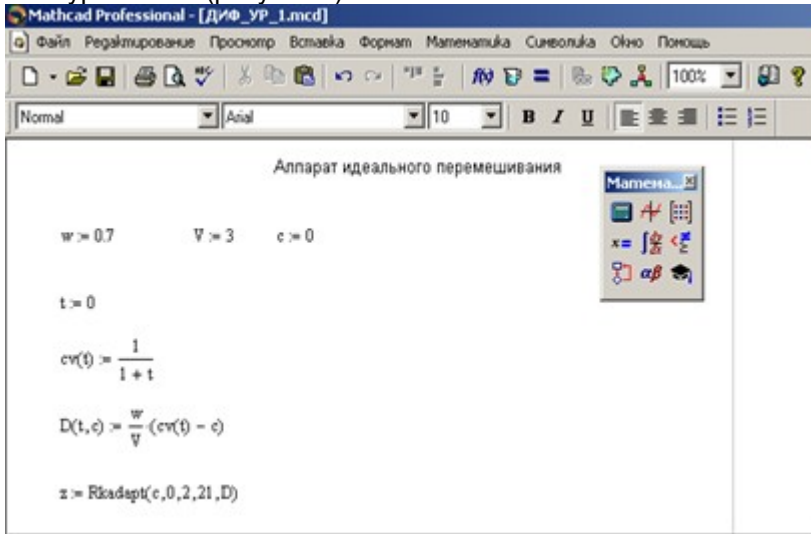 Mathcad Professional - [ДИФ_УР_1.mcd]
Файл Редактирование Просмотр Вставка Формат Математика Символика Окно Помощь
100%
Normal Arial 10 B I U
Аппарат идеального перемешивания
Матема...
w := 0.7 V := 3 c := 0
t := 0
cv(t) := 1 / (1 + t)
D(t,c) := w/V·(cv(t) − c)
z := Rkadapt(c,0,2,21,D)